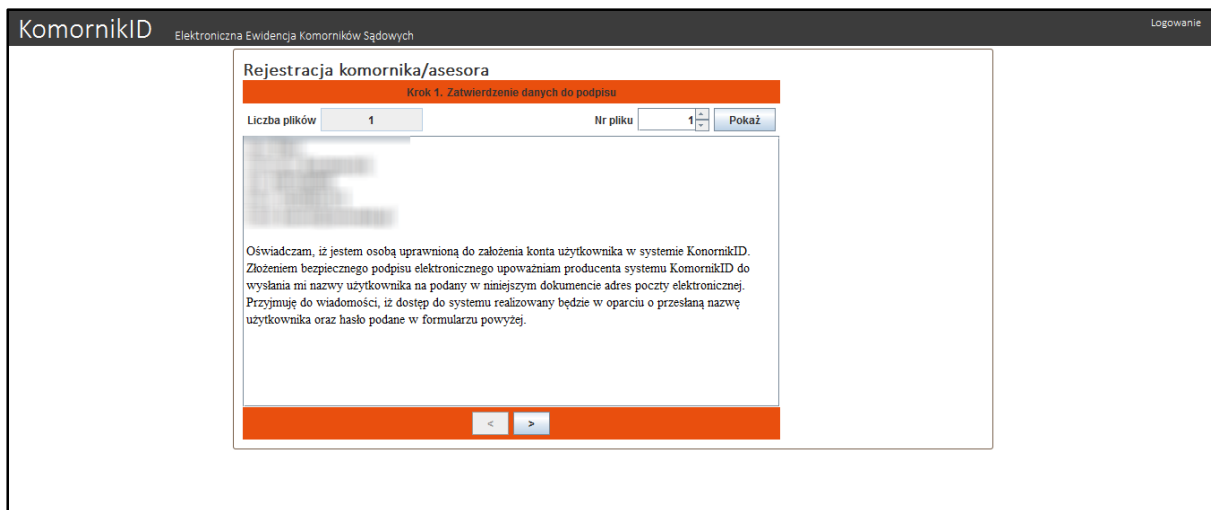 KomornikID Elektroniczna Ewidencja Komorników Sądowych Logowanie
Rejestracja komornika/asesora
Krok 1. Zatwierdzenie danych do podpisu
Liczba plików 1 Nr pliku 1 Pokaż
Oświadczam, iż jestem osobą uprawnioną do założenia konta użytkownika w systemie KonornikID.
Złożeniem bezpiecznego podpisu elektronicznego upoważniam producenta systemu KomornikID do
wysłania mi nazwy użytkownika na podany w niniejszym dokumencie adres poczty elektronicznej.
Przyjmuję do wiadomości, iż dostęp do systemu realizowany będzie w oparciu o przesłaną nazwę
użytkownika oraz hasło podane w formularzu powyżej.
< >